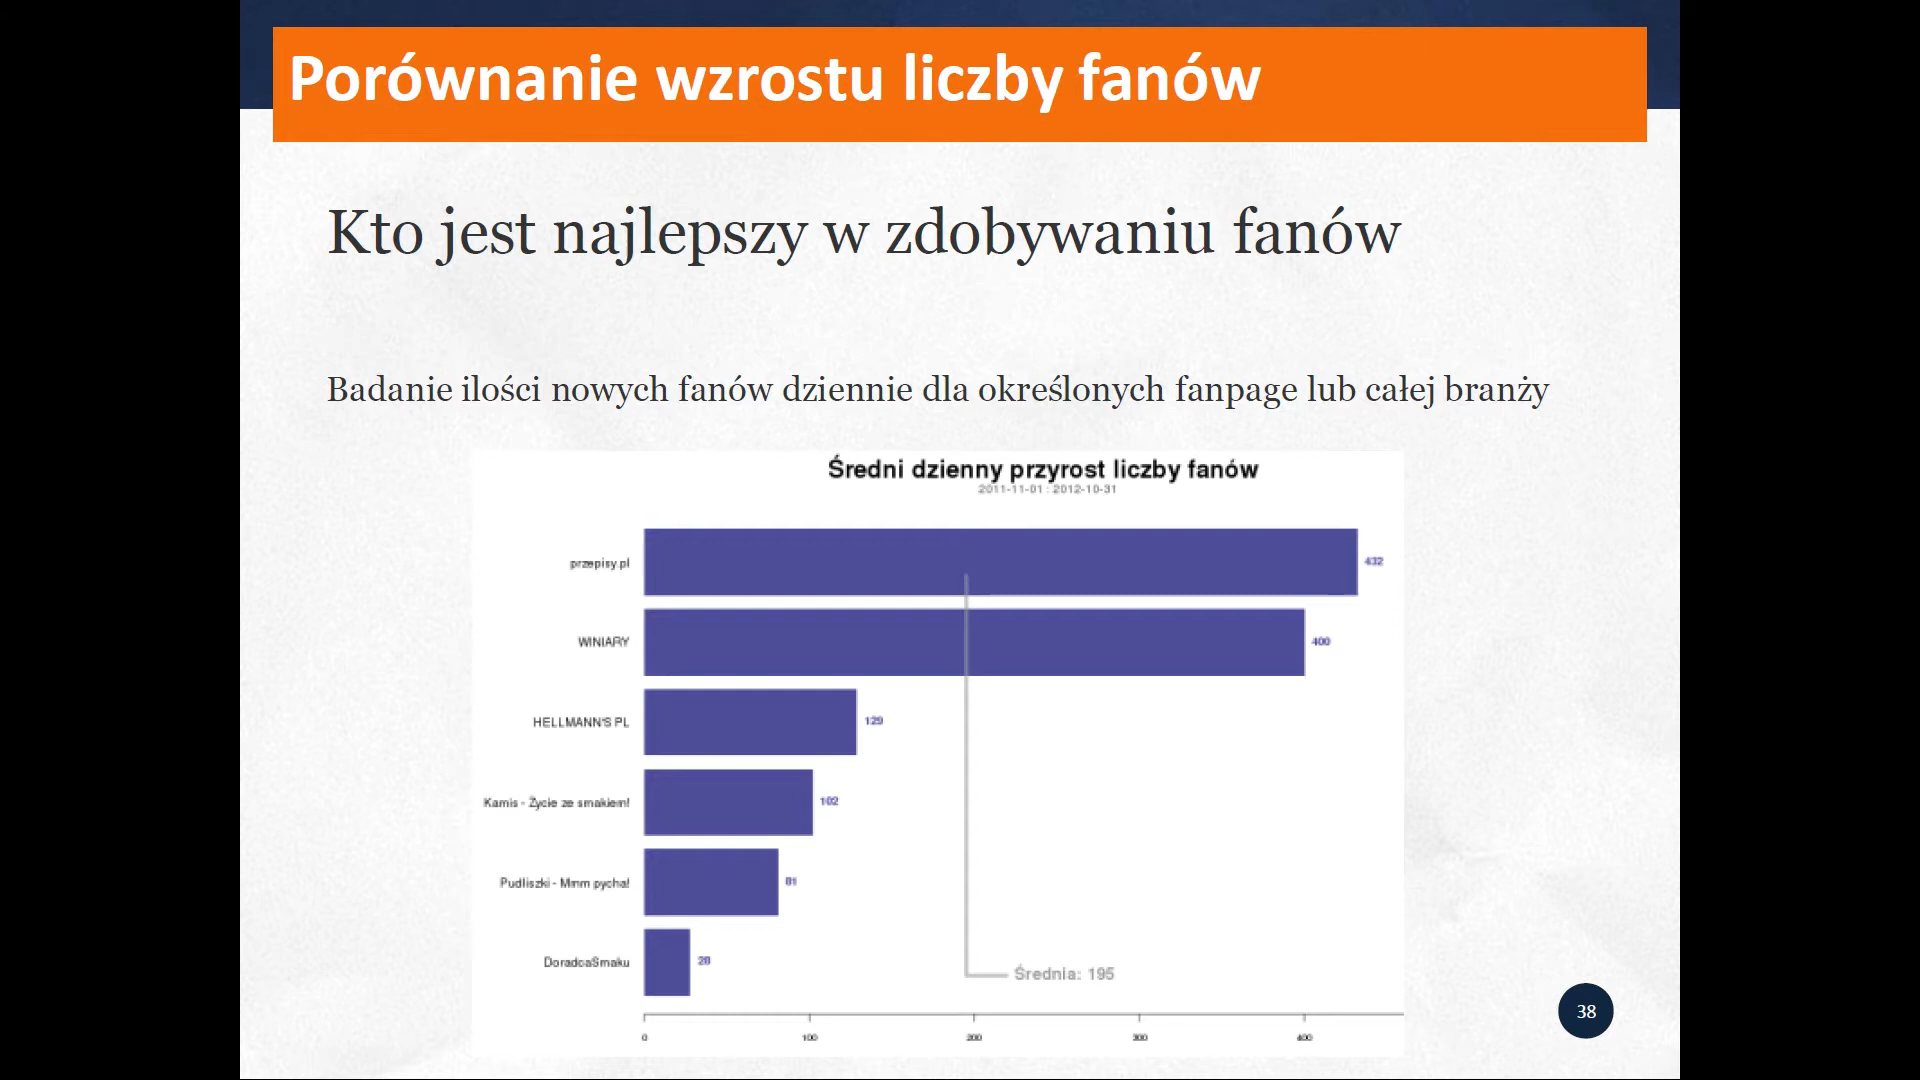 Porównanie wzrostu liczby fanów
Kto jest najlepszy w zdobywaniu fanów
Badanie ilości nowych fanów dziennie dla określonych fanpage lub całej branży
Średni dzienny przyrost liczby fanów
2011-11-01 : 2012-10-31
przepisy.pl 432
WINIARY 400
HELLMANN'S PL 129
Kamis - Życie ze smakiem! 102
Pudliszki - Mmm pycha! 81
DoradcaSmaku 28
Średnia: 195
0 100 200 300 400
38